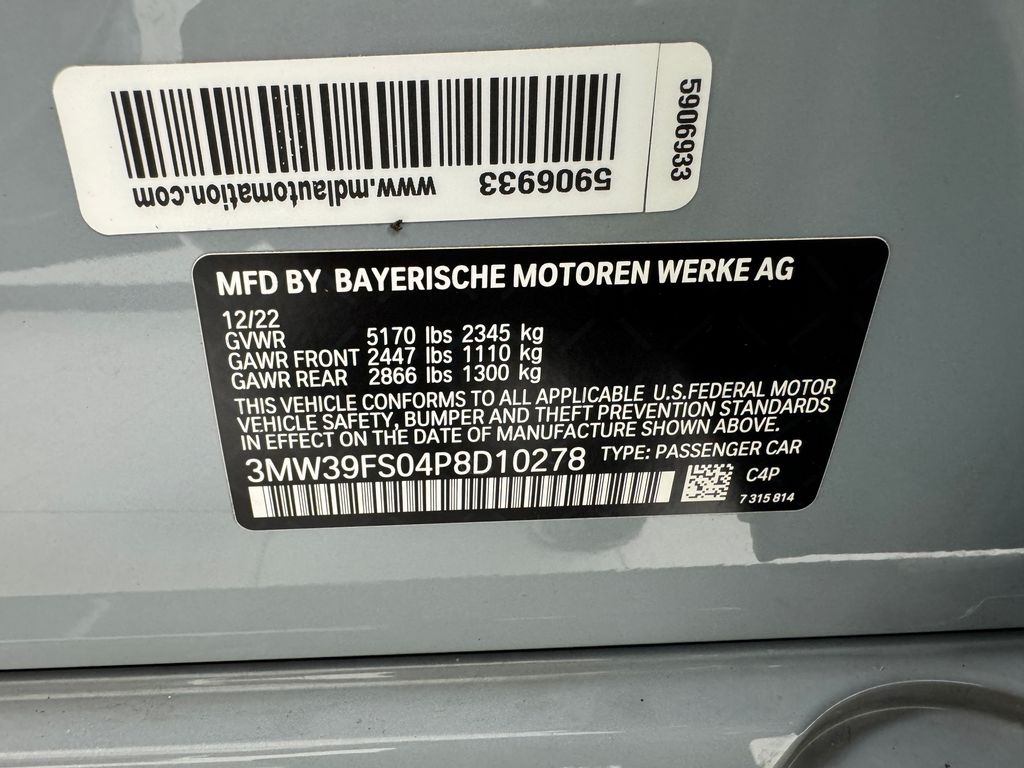 5906933
www.mdlautomation.com
5906933
MFD BY BAYERISCHE MOTOREN WERKE AG
12/22
GVWR 5170 lbs 2345 kg
GAWR FRONT 2447 lbs 1110 kg
GAWR REAR 2866 lbs 1300 kg
THIS VEHICLE CONFORMS TO ALL APPLICABLE U.S.FEDERAL MOTOR
VEHICLE SAFETY, BUMPER AND THEFT PREVENTION STANDARDS
IN EFFECT ON THE DATE OF MANUFACTURE SHOWN ABOVE.
3MW39FS04P8D10278 TYPE: PASSENGER CAR
C4P
7 315 814